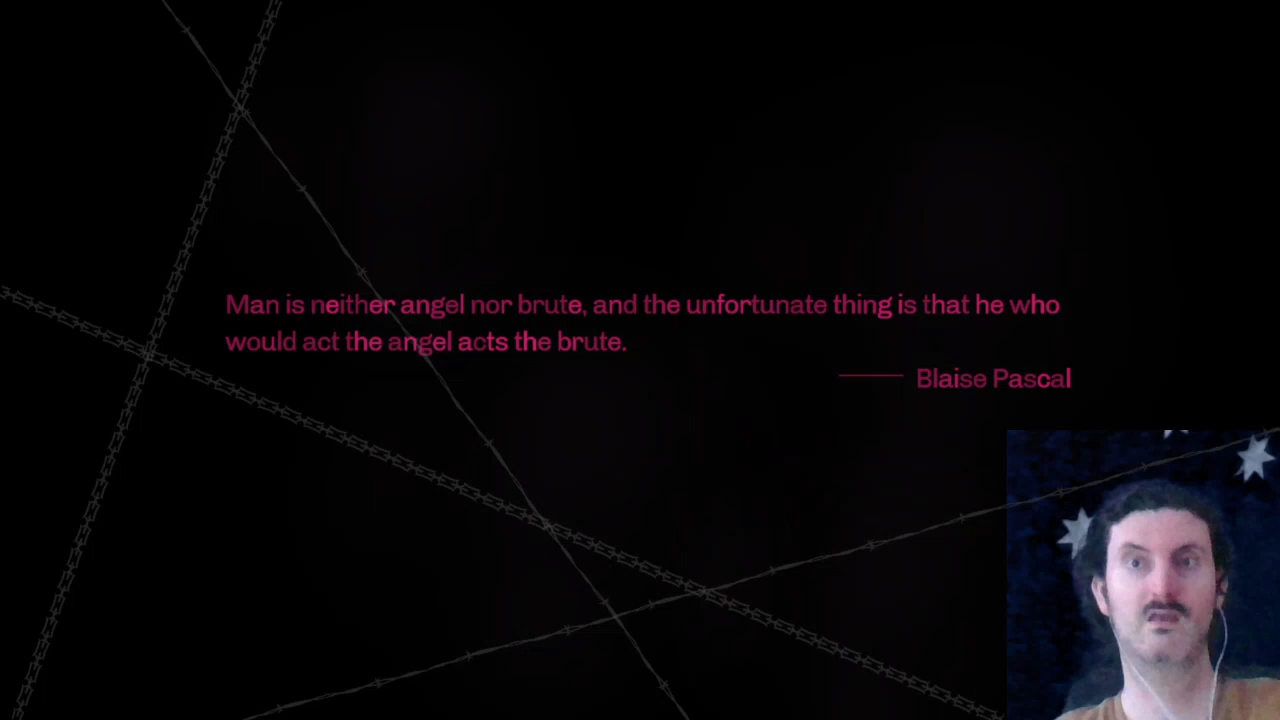 Man is neither angel nor brute, and the unfortunate thing is that he who
would act the angel acts the brute.
Blaise Pascal